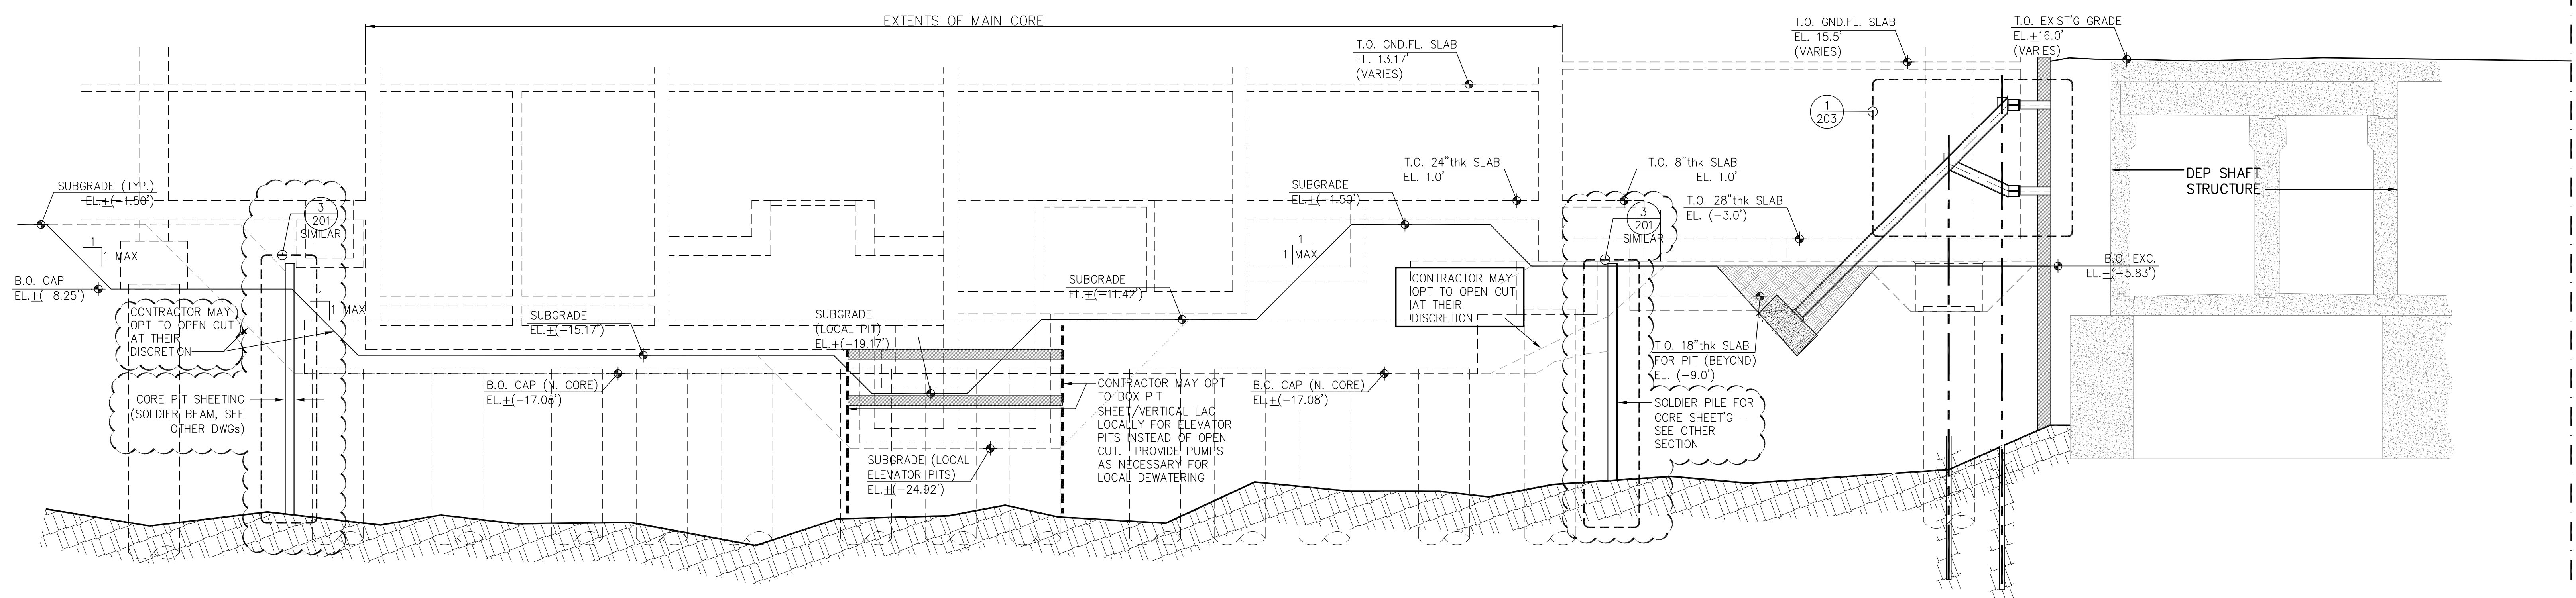 EXTENTS OF MAIN CORE
T.O. GND.FL. SLAB
EL. 13.17'
(VARIES)
T.O. GND.FL. SLAB
EL. 15.5'
(VARIES)
T.O. EXIST'G GRADE
EL.±16.0'
(VARIES)
1
203
SUBGRADE (TYP.)
EL.±(-1.50')
1
1 MAX
B.O. CAP
EL.±(-8.25')
3
201
SIMILAR
1
1 MAX
CONTRACTOR MAY
OPT TO OPEN CUT
AT THEIR
DISCRETION
CORE PIT SHEETING
(SOLDIER BEAM, SEE
OTHER DWGs)
SUBGRADE
EL.±(-15.17')
B.O. CAP (N. CORE)
EL.±(-17.08')
SUBGRADE
(LOCAL PIT)
EL.±(-19.17')
SUBGRADE (LOCAL
ELEVATOR PITS)
EL.±(-24.92')
SUBGRADE
EL.±(-11.42')
CONTRACTOR MAY OPT
TO BOX PIT
SHEET/VERTICAL LAG
LOCALLY FOR ELEVATOR
PITS INSTEAD OF OPEN
CUT. PROVIDE PUMPS
AS NECESSARY FOR
LOCAL DEWATERING
SUBGRADE
EL.±(-1.50')
1
1 MAX
B.O. CAP (N. CORE)
EL.±(-17.08')
T.O. 24"thk SLAB
EL. 1.0'
CONTRACTOR MAY
OPT TO OPEN CUT
AT THEIR
DISCRETION
T.O. 8"thk SLAB
EL. 1.0'
3
201
SIMILAR
T.O. 28"thk SLAB
EL. (-3.0')
T.O. 18"thk SLAB
FOR PIT (BEYOND)
EL. (-9.0')
SOLDIER PILE FOR
CORE SHEET'G –
SEE OTHER
SECTION
B.O. EXC.
EL.±(-5.83')
DEP SHAFT
STRUCTURE